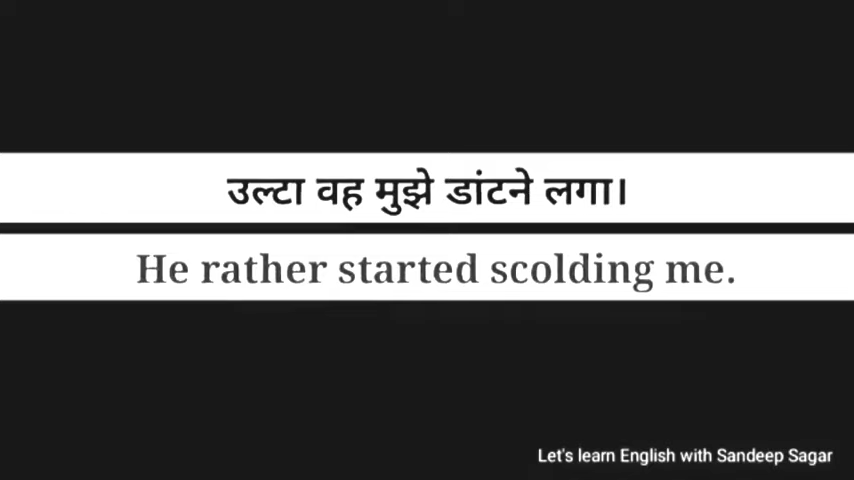 उल्टा वह मुझे डांटने लगा।
He rather started scolding me.
Let's learn English with Sandeep Sagar